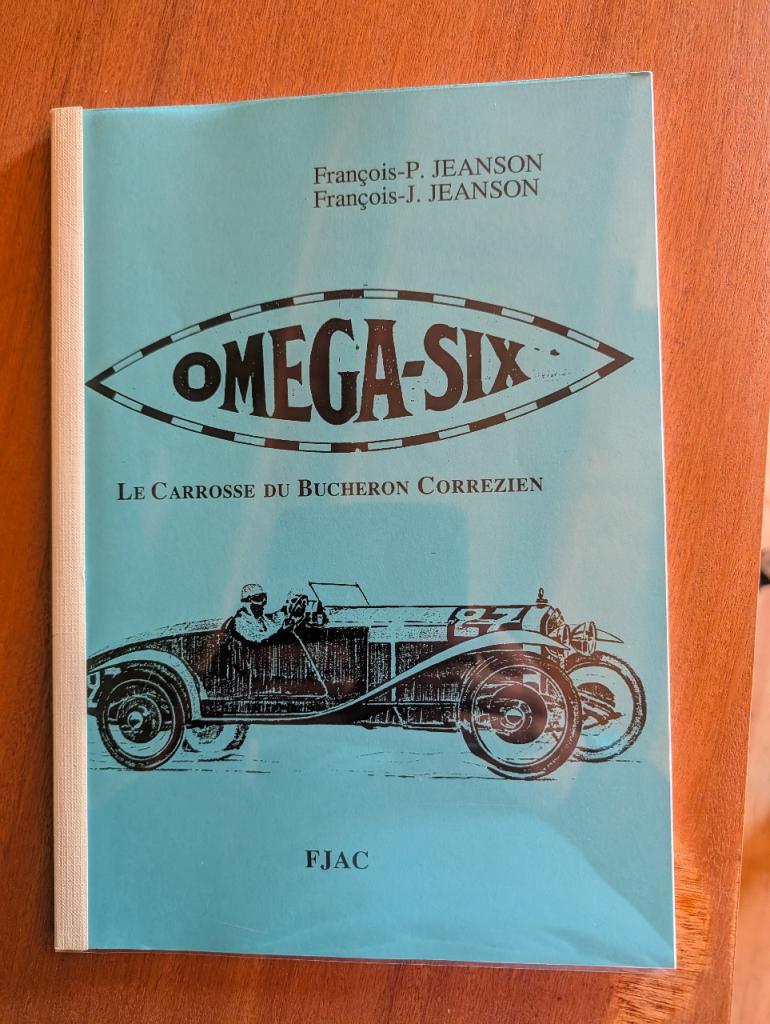 François-P. JEANSON
François-J. JEANSON
OMEGA-SIX
LE CARROSSE DU BUCHERON CORREZIEN
27
FJAC